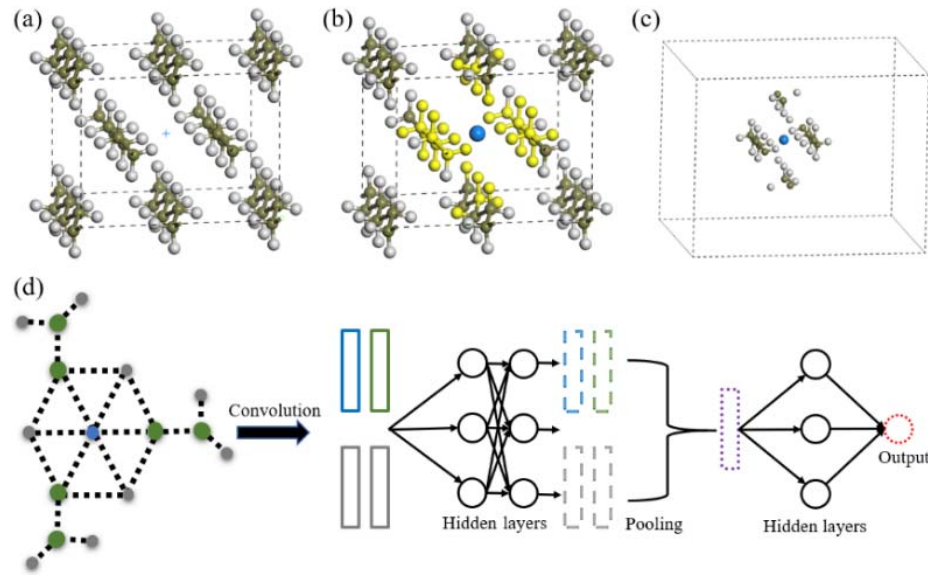 (a)
(b)
(c)
(d)
Convolution
Hidden layers
Pooling
Hidden layers
Output